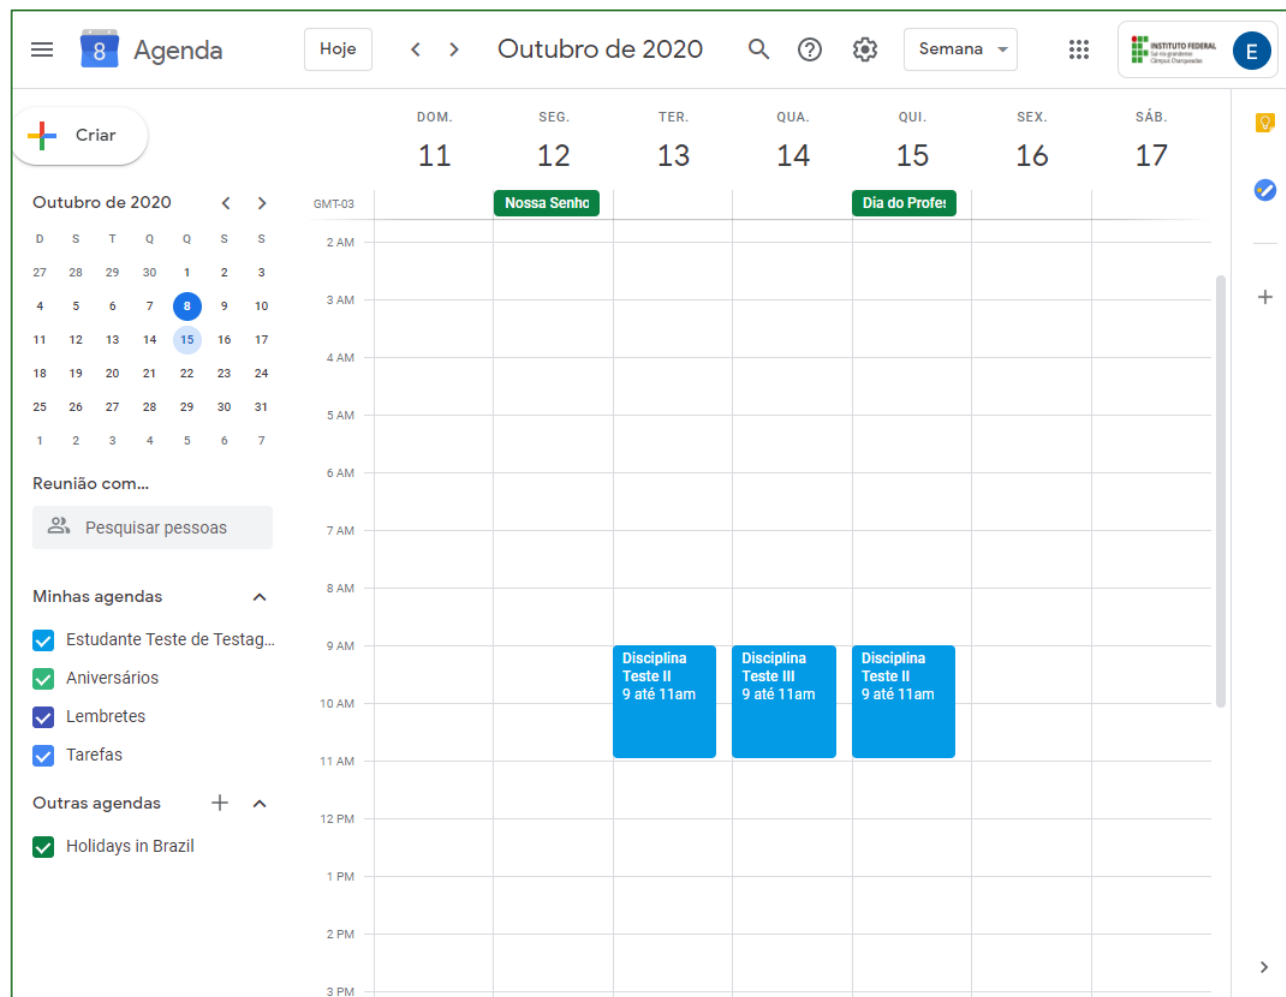 8 Agenda Hoje Outubro de 2020 Semana INSTITUTO FEDERAL E
Sul-rio-grandense
Câmpus Charqueadas
Criar
DOM. SEG. TER. QUA. QUI. SEX. SÁB.
11 12 13 14 15 16 17
GMT-03 Nossa Senho Dia do Profes
Outubro de 2020
D S T Q Q S S
27 28 29 30 1 2 3
4 5 6 7 8 9 10
11 12 13 14 15 16 17
18 19 20 21 22 23 24
25 26 27 28 29 30 31
1 2 3 4 5 6 7
Reunião com...
Pesquisar pessoas
Minhas agendas
Estudante Teste de Testag...
Aniversários
Lembretes
Tarefas
Outras agendas
Holidays in Brazil
2 AM
3 AM
4 AM
5 AM
6 AM
7 AM
8 AM
9 AM
10 AM
11 AM
12 PM
1 PM
2 PM
3 PM
Disciplina
Teste II
9 até 11am
Disciplina
Teste III
9 até 11am
Disciplina
Teste II
9 até 11am